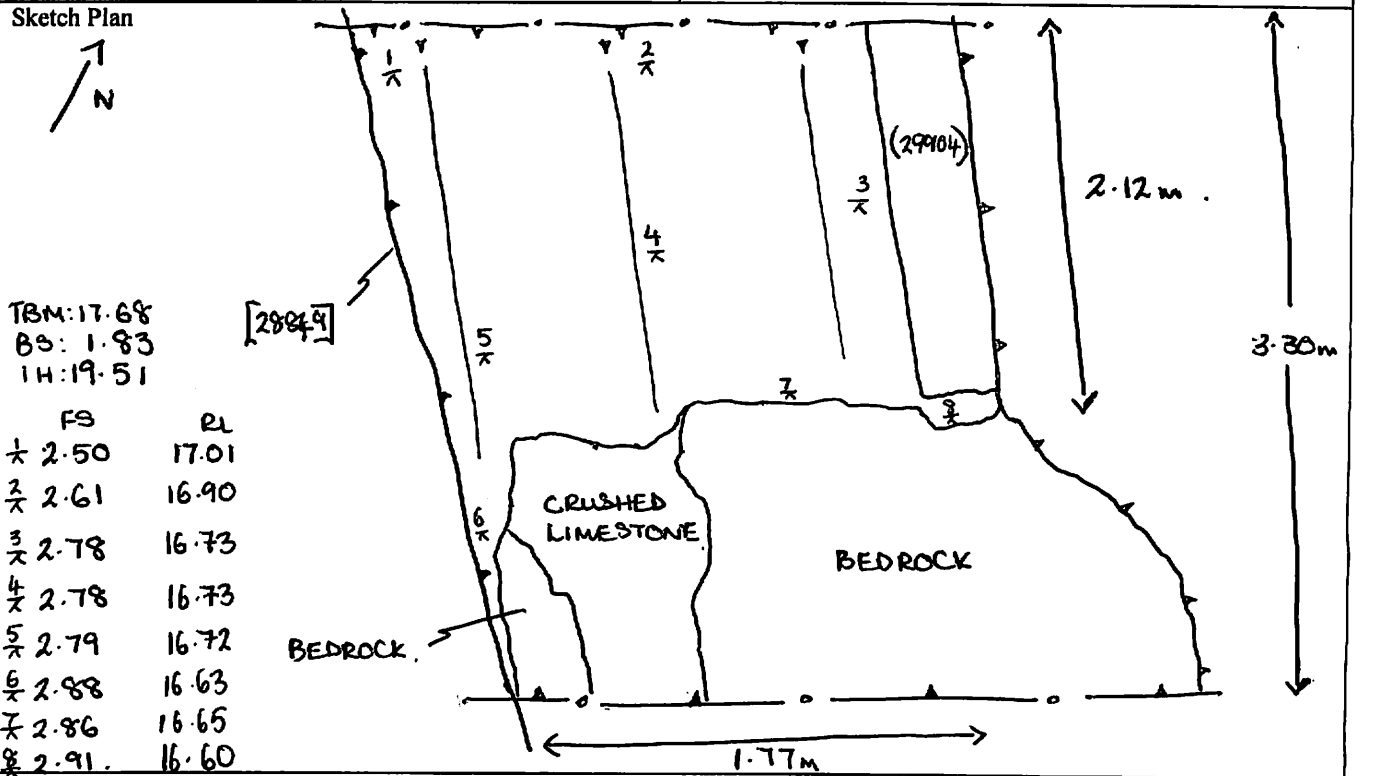 Sketch Plan
N
1/⊼
2/⊼
(29904)
3/⊼
2.12m.
4/⊼
TBM:17.68
BS: 1.83
IH:19.51
5/⊼
3.30m
FS RL
1/⊼ 2.50 17.01
2/⊼ 2.61 16.90
3/⊼ 2.78 16.73
4/⊼ 2.78 16.73
5/⊼ 2.79 16.72
6/⊼ 2.88 16.63
7/⊼ 2.86 16.65
8/⊼ 2.91. 16.60
7/⊼
8/⊼
6/⊼
CRUSHED
LIMESTONE
BEDROCK
BEDROCK.
1.77m